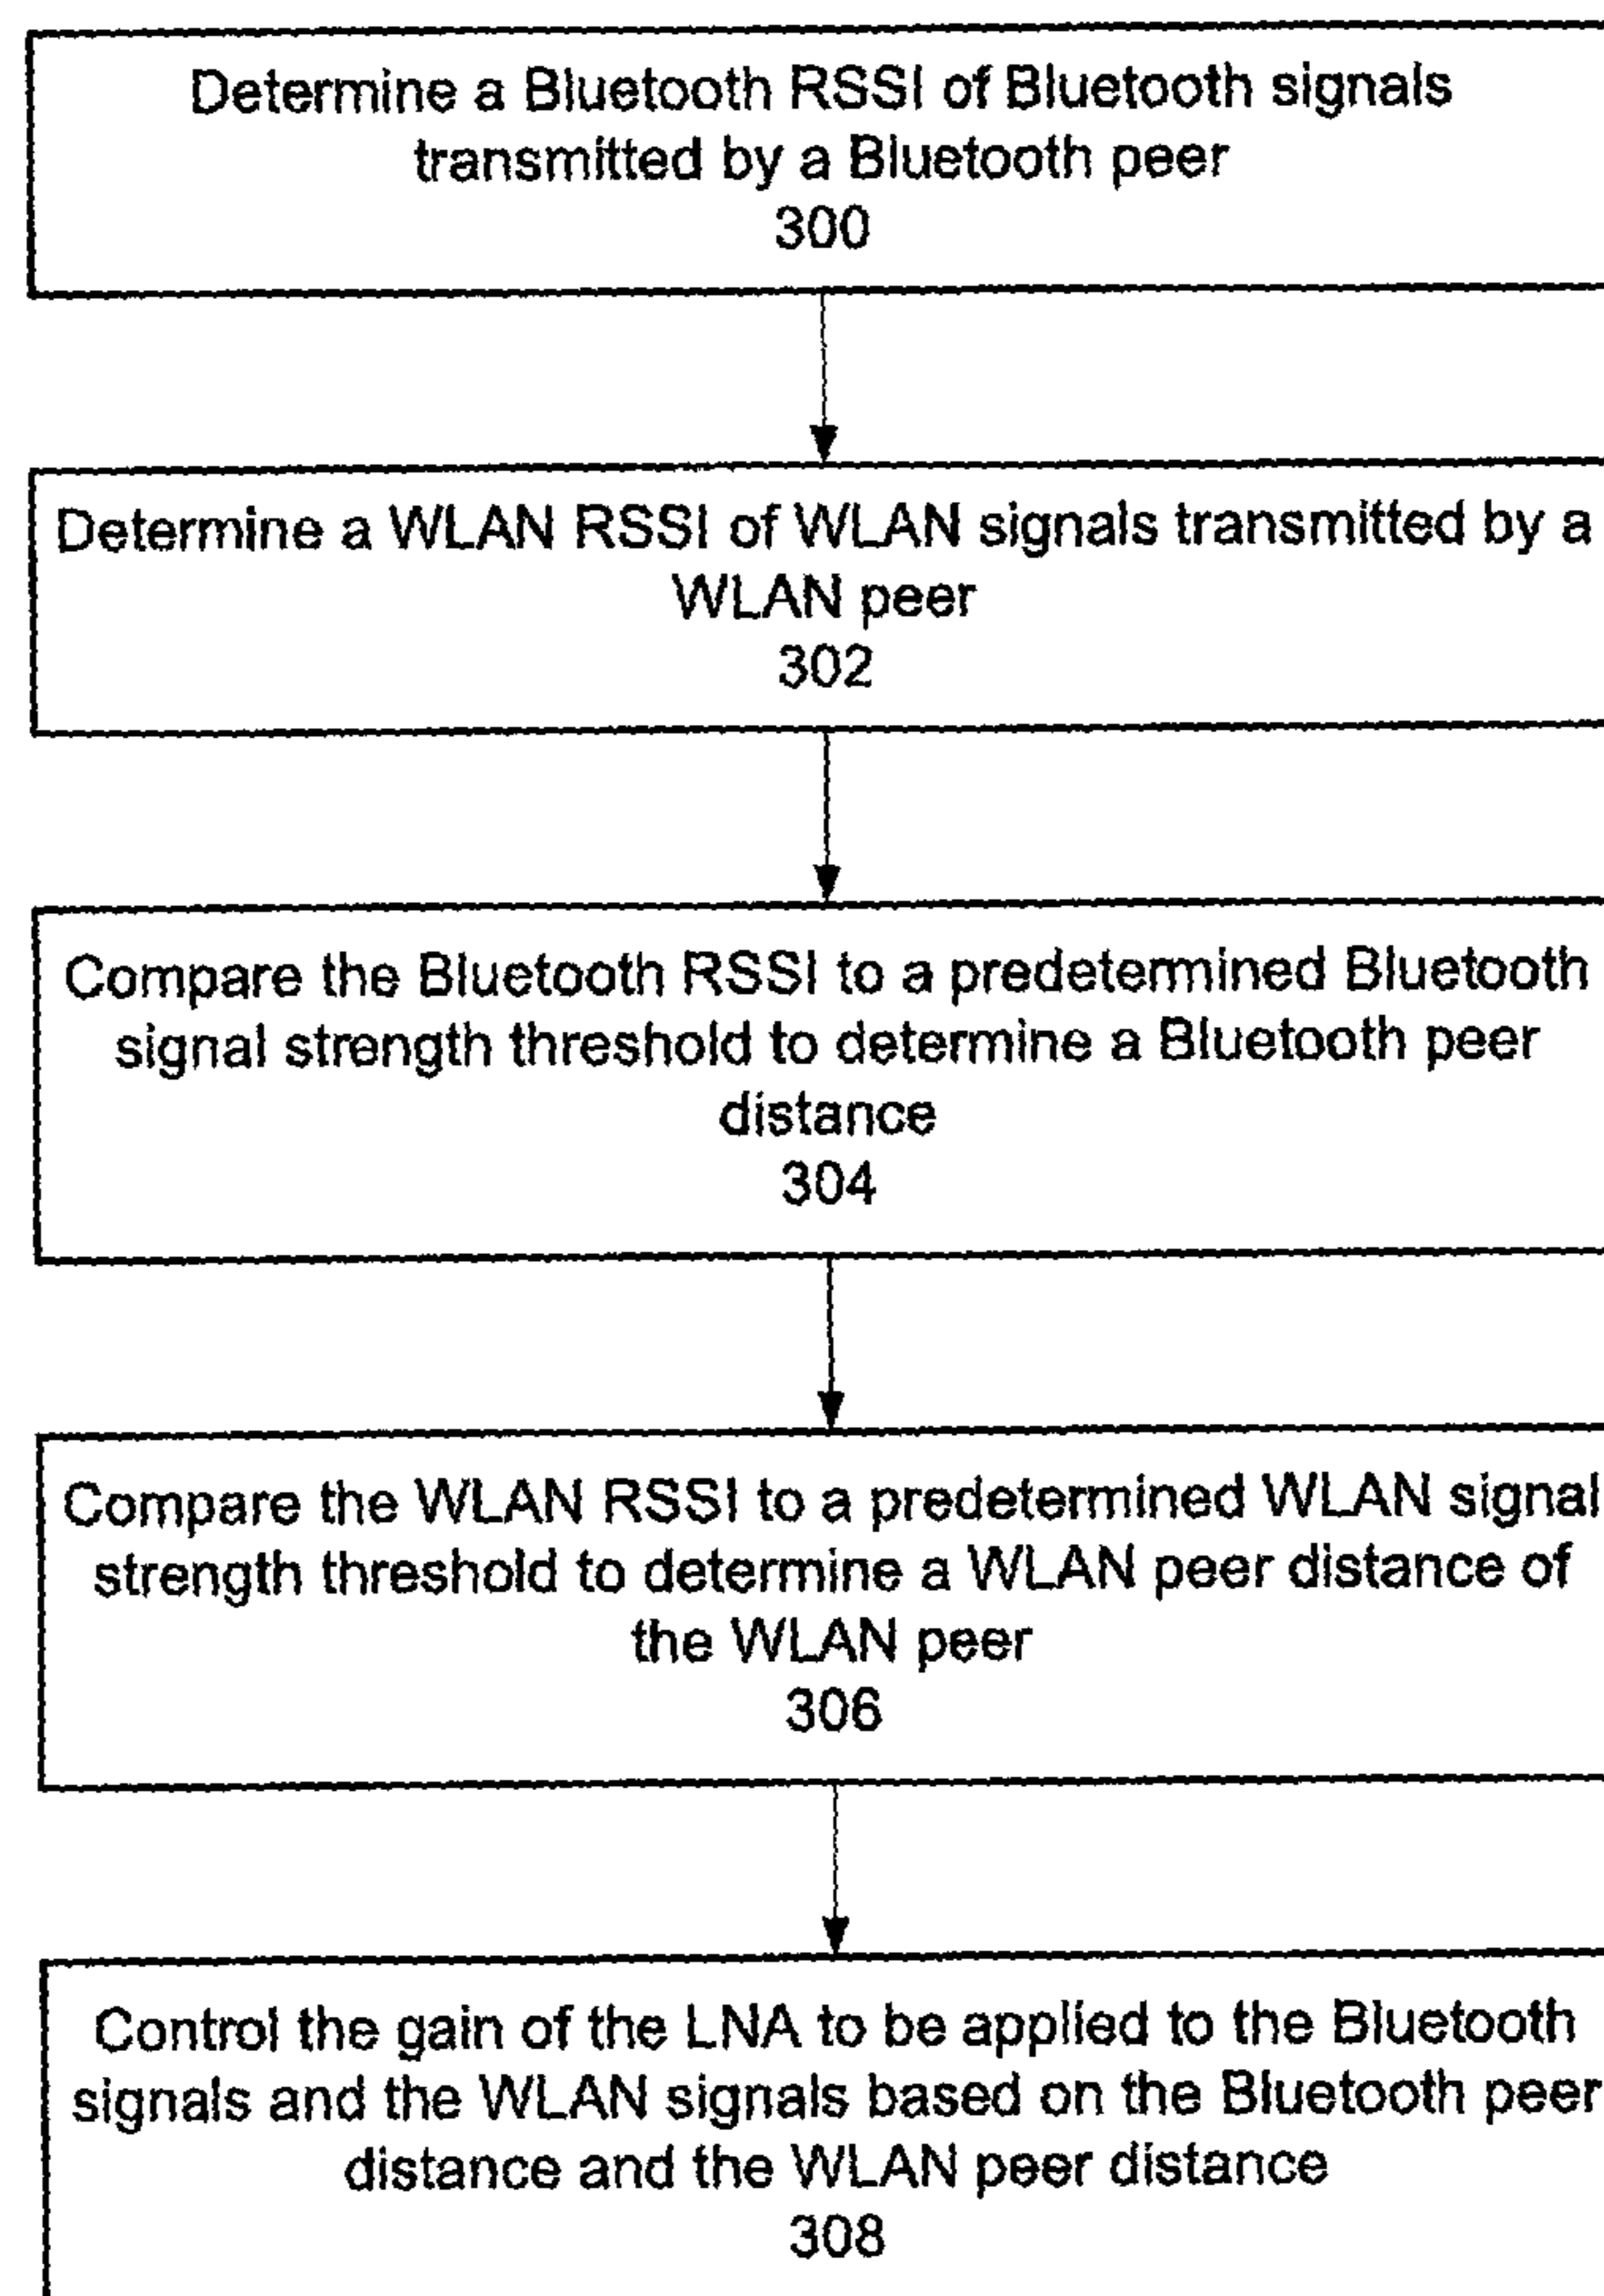 Determine a Bluetooth RSSI of Bluetooth signals
transmitted by a Bluetooth peer
300
Determine a WLAN RSSI of WLAN signals transmitted by a
WLAN peer
302
Compare the Bluetooth RSSI to a predetermined Bluetooth
signal strength threshold to determine a Bluetooth peer
distance
304
Compare the WLAN RSSI to a predetermined WLAN signal
strength threshold to determine a WLAN peer distance of
the WLAN peer
306
Control the gain of the LNA to be applied to the Bluetooth
signals and the WLAN signals based on the Bluetooth peer
distance and the WLAN peer distance
308